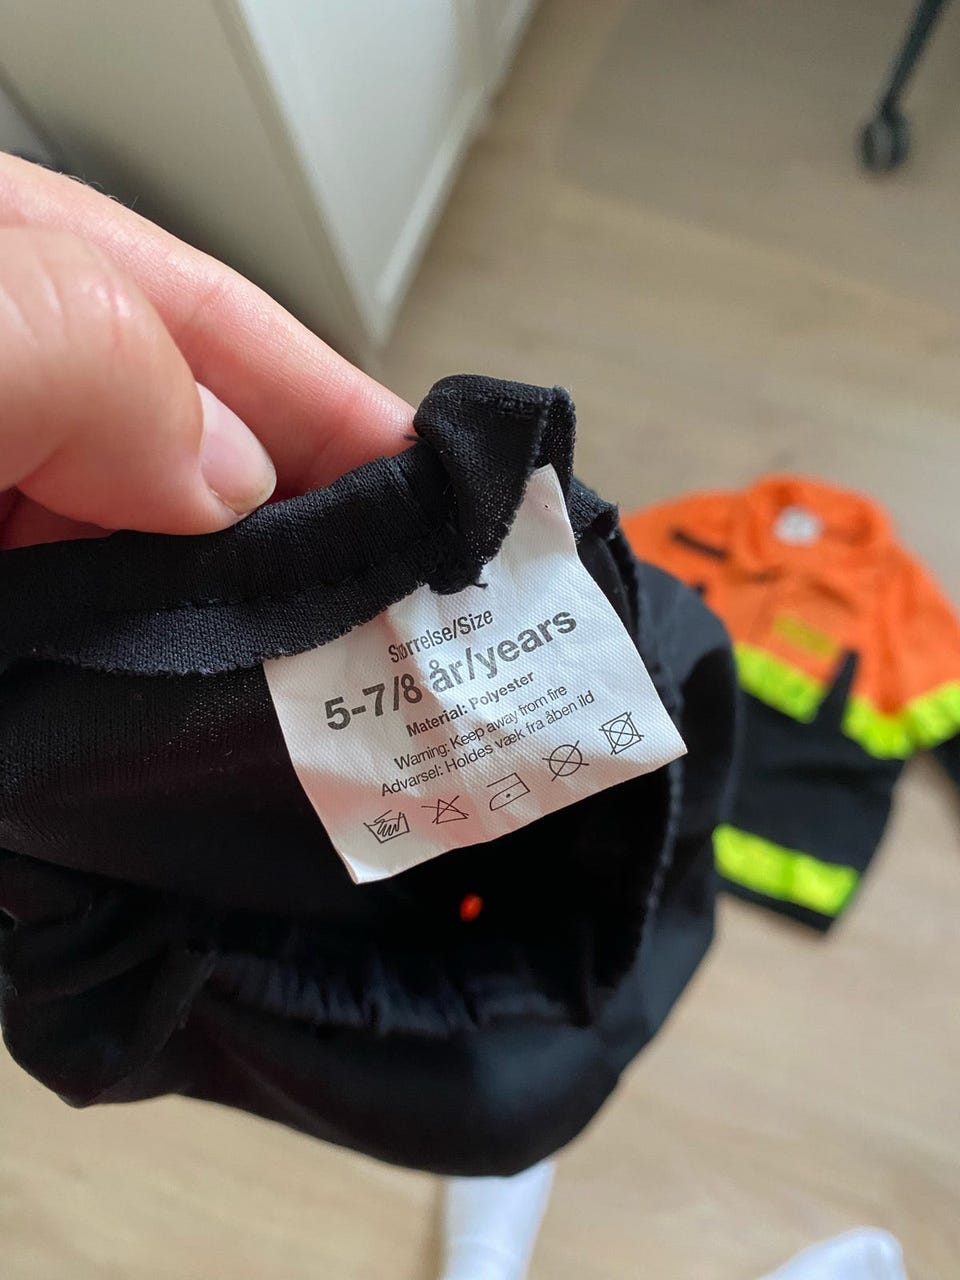 Størrelse/Size
5-7/8 år/years
Material: Polyester
Warning: Keep away from fire
Advarsel: Holdes væk fra åben ild